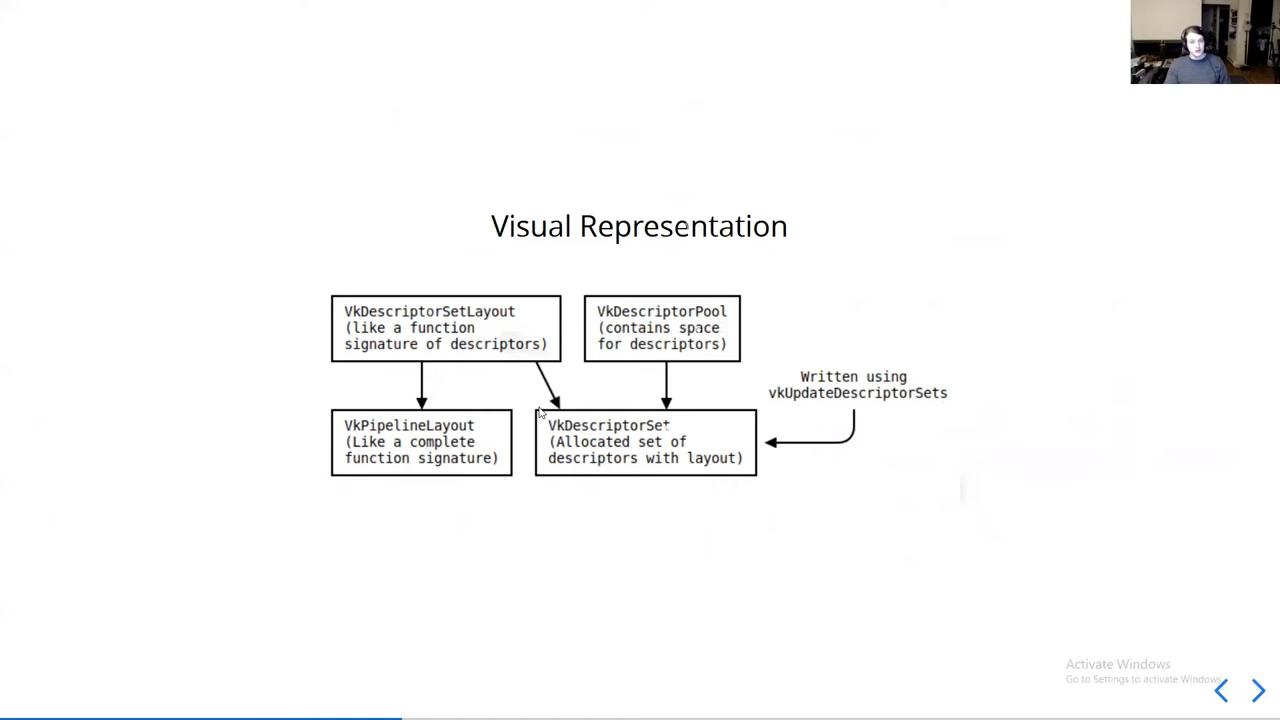 Visual Representation
VkDescriptorSetLayout
(like a function
signature of descriptors)
VkDescriptorPool
(contains space
for descriptors)
Written using
vkUpdateDescriptorSets
VkPipelineLayout
(Like a complete
function signature)
VkDescriptorSet
(Allocated set of
descriptors with layout)
Activate Windows
Go to Settings to activate Windows.